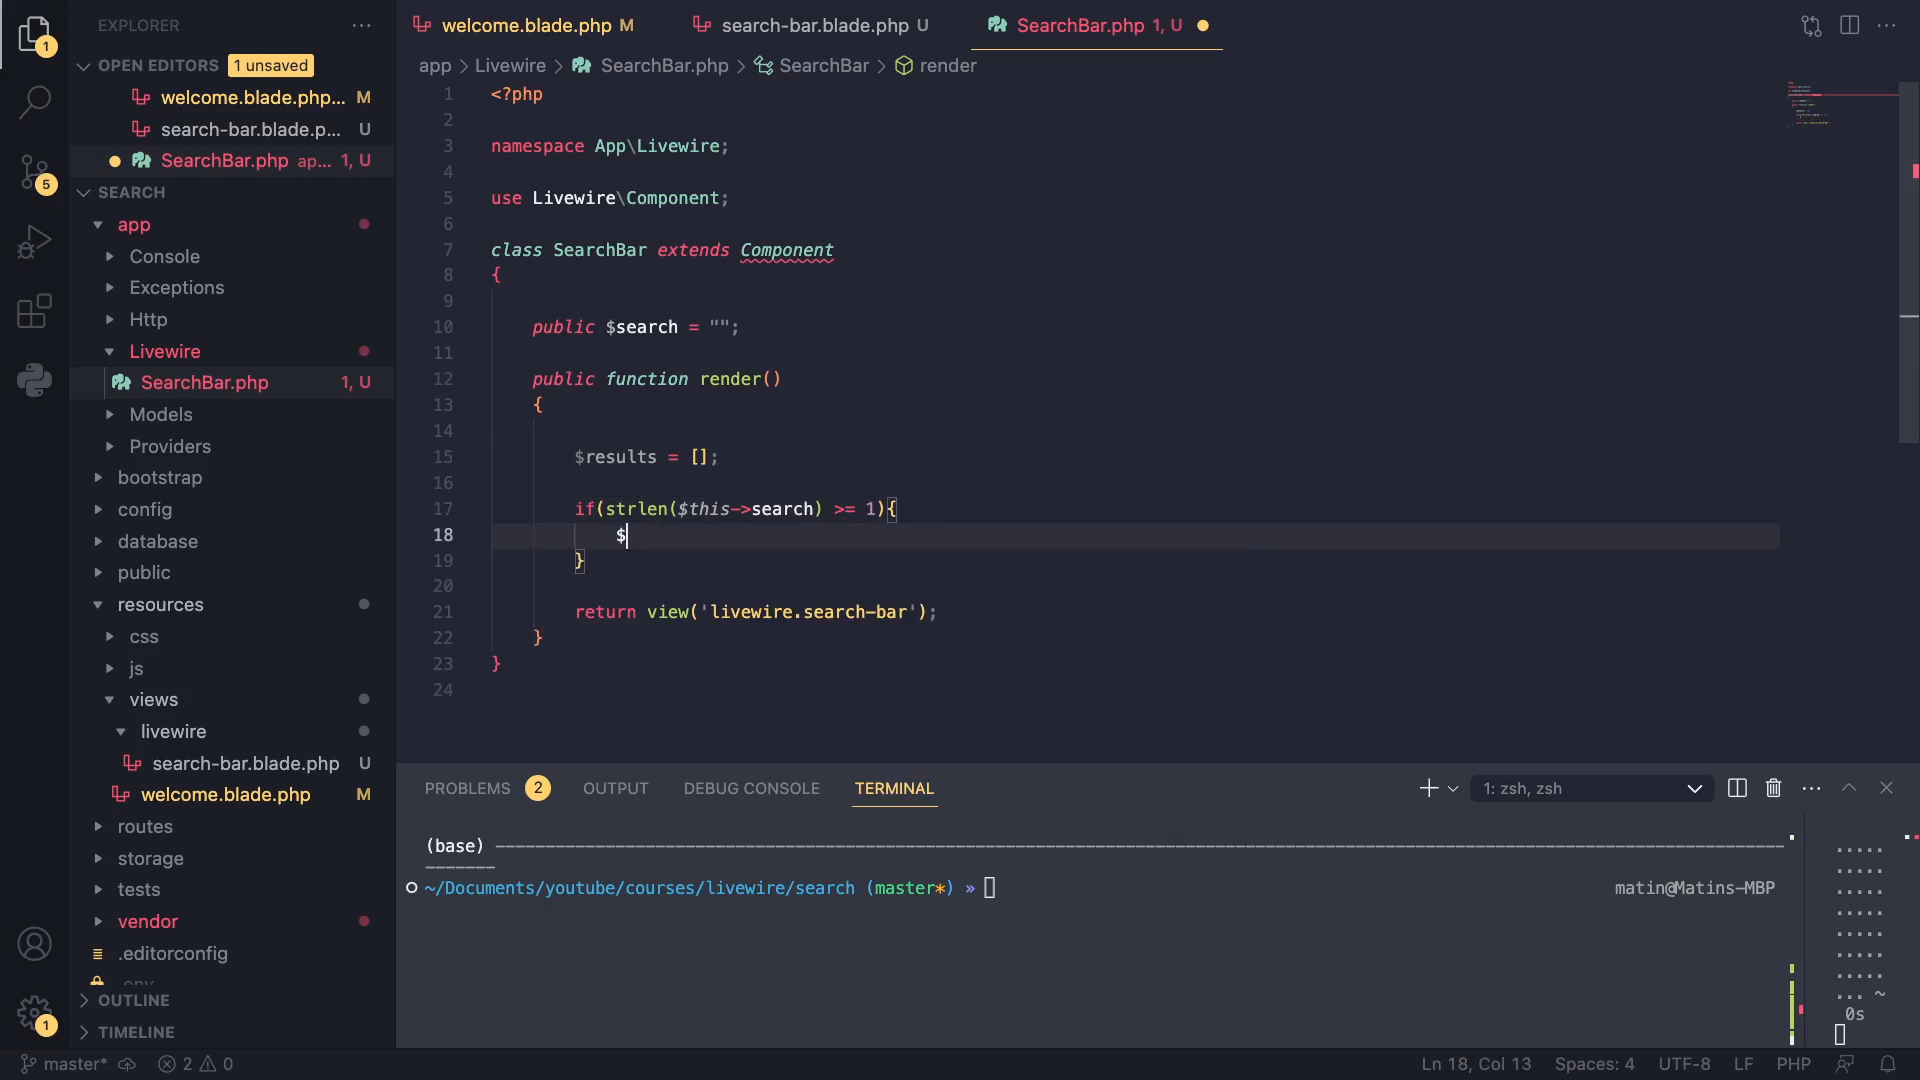 EXPLORER
OPEN EDITORS 1 unsaved
welcome.blade.php... M
search-bar.blade.p... U
SearchBar.php ap... 1, U
SEARCH
app
Console
Exceptions
Http
Livewire
SearchBar.php 1, U
Models
Providers
bootstrap
config
database
public
resources
css
js
views
livewire
search-bar.blade.php U
welcome.blade.php M
routes
storage
tests
vendor
.editorconfig
OUTLINE
TIMELINE
1
5
1
welcome.blade.php M
search-bar.blade.php U
SearchBar.php 1, U
app > Livewire > SearchBar.php > SearchBar > render
1 <?php
2
3 namespace App\Livewire;
4
5 use Livewire\Component;
6
7 class SearchBar extends Component
8 {
9
10 public $search = "";
11
12 public function render()
13 {
14
15 $results = [];
16
17 if(strlen($this->search) >= 1){
18 $
19 }
20
21 return view('livewire.search-bar');
22 }
23 }
24
PROBLEMS 2 OUTPUT DEBUG CONSOLE TERMINAL
1: zsh, zsh
(base)
~/Documents/youtube/courses/livewire/search (master*) » matin@Matins-MBP
.....
.....
.....
.....
.....
.....
.....
... ~
0s
master* 2 0
Ln 18, Col 13 Spaces: 4 UTF-8 LF PHP